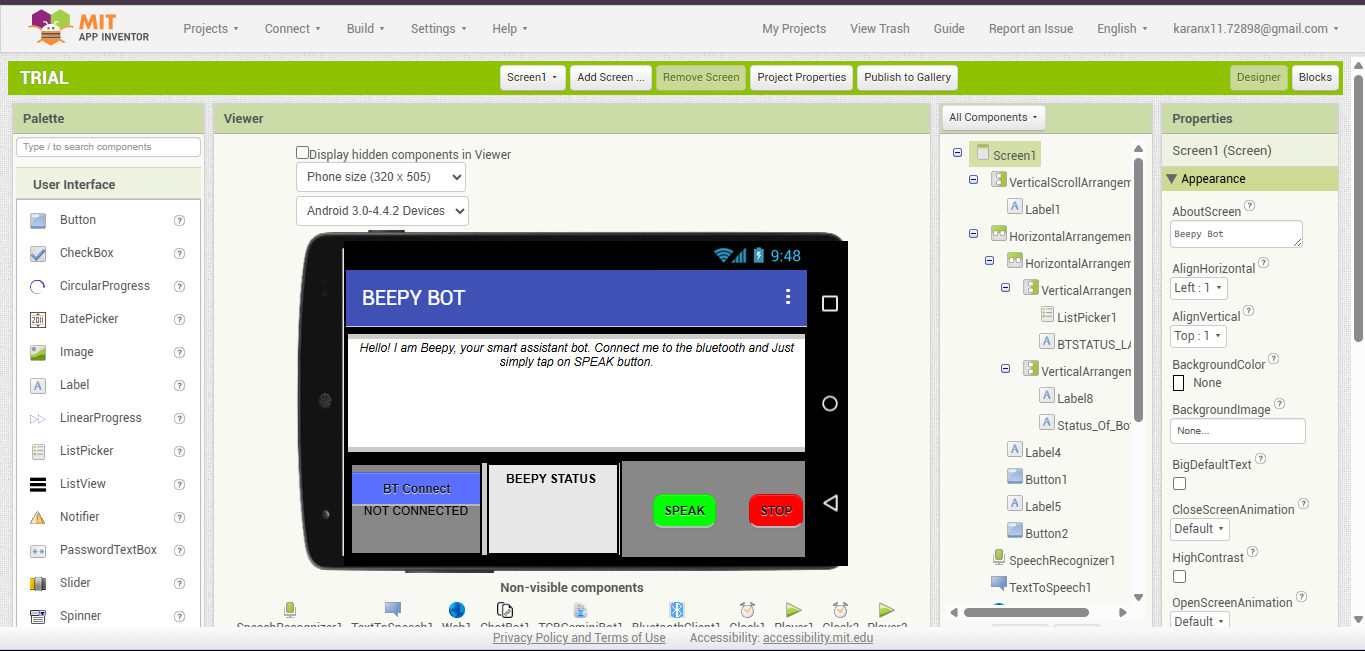 MIT
APP INVENTOR
Projects Connect Build Settings Help
My Projects View Trash Guide Report an Issue English karanx11.72898@gmail.com
TRIAL
Screen1 Add Screen ... Remove Screen Project Properties Publish to Gallery
Designer Blocks
Palette
Type / to search components
User Interface
Button ?
CheckBox ?
CircularProgress ?
2011
DatePicker ?
Image ?
A Label ?
LinearProgress ?
ListPicker ?
ListView ?
Notifier ?
PasswordTextBox ?
Slider ?
Spinner ?
Viewer
Display hidden components in Viewer
Phone size (320 x 505)
Android 3.0-4.4.2 Devices
9:48
BEEPY BOT
Hello! I am Beepy, your smart assistant bot. Connect me to the bluetooth and Just
simply tap on SPEAK button.
BT Connect
NOT CONNECTED
BEEPY STATUS
SPEAK
STOP
Non-visible components
SpeechRecognizer1 TextToSpeech1 Web1 ChatBot1 TCPGeminiBot1 BluetoothClient1 Clock1 Player1 Clock2 Player2
All Components
Screen1
VerticalScrollArrangem
A Label1
HorizontalArrangemen
HorizontalArrangem
VerticalArrangem
ListPicker1
A BTSTATUS_LA
VerticalArrangem
A Label8
A Status_Of_Bo
A Label4
Button1
A Label5
Button2
SpeechRecognizer1
TextToSpeech1
Properties
Screen1 (Screen)
Appearance
AboutScreen ?
Beepy Bot
AlignHorizontal ?
Left : 1
AlignVertical ?
Top : 1
BackgroundColor ?
None
BackgroundImage ?
None...
BigDefaultText ?
CloseScreenAnimation ?
Default
HighContrast ?
OpenScreenAnimation ?
Default
Privacy Policy and Terms of Use Accessibility: accessibility.mit.edu